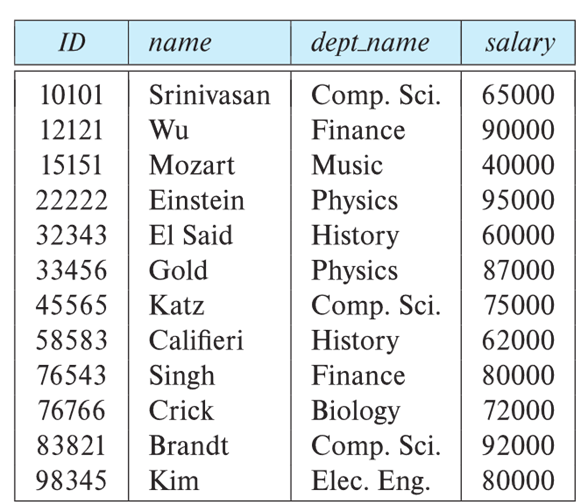 ID name dept_name salary
10101 Srinivasan Comp. Sci. 65000
12121 Wu Finance 90000
15151 Mozart Music 40000
22222 Einstein Physics 95000
32343 El Said History 60000
33456 Gold Physics 87000
45565 Katz Comp. Sci. 75000
58583 Califieri History 62000
76543 Singh Finance 80000
76766 Crick Biology 72000
83821 Brandt Comp. Sci. 92000
98345 Kim Elec. Eng. 80000